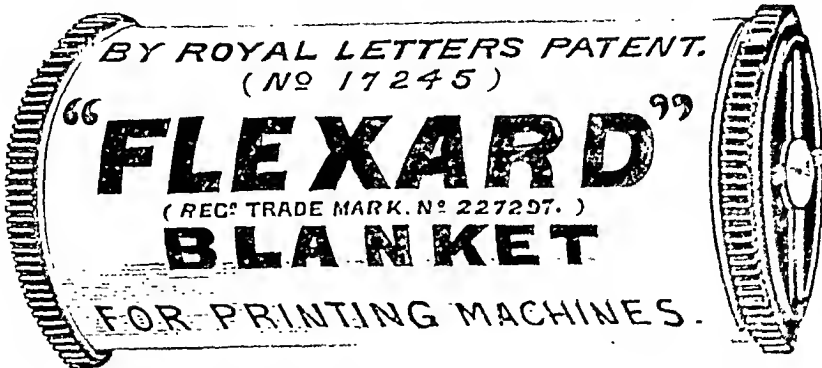 BY ROYAL LETTERS PATENT.
(Nº 17245)
“FLEXARD”
(REGD TRADE MARK. Nº 227297.)
BLANKET
FOR PRINTING MACHINES.